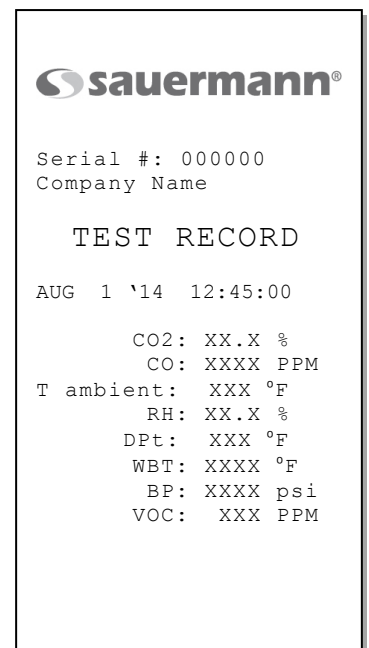 sauermann®
Serial #: 000000
Company Name
TEST RECORD
AUG 1 ‘14 12:45:00
CO2: XX.X %
CO: XXXX PPM
T ambient: XXX °F
RH: XX.X %
DPt: XXX °F
WBT: XXXX °F
BP: XXXX psi
VOC: XXX PPM